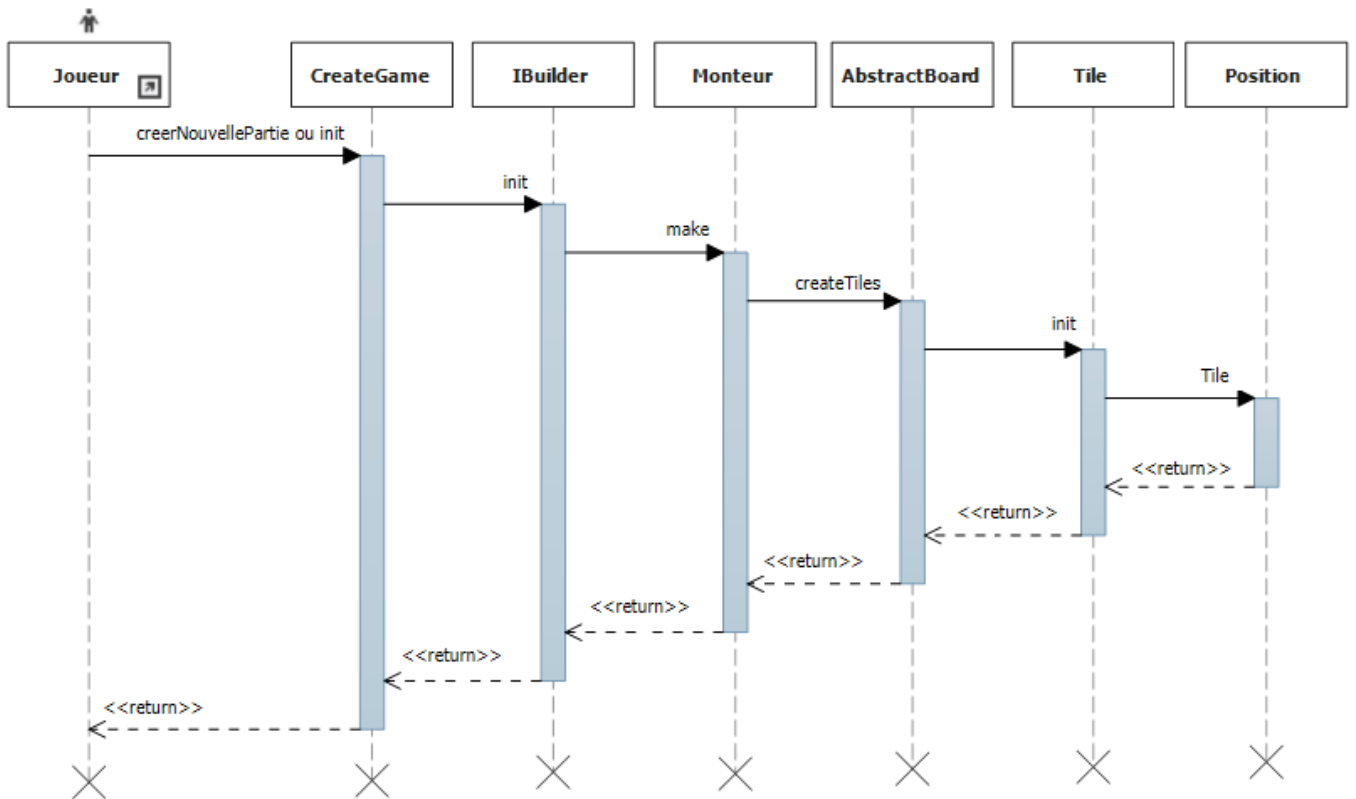 Joueur
CreateGame
IBuilder
Monteur
AbstractBoard
Tile
Position
creerNouvellePartie ou init
init
make
createTiles
init
Tile
<<return>>
<<return>>
<<return>>
<<return>>
<<return>>
<<return>>